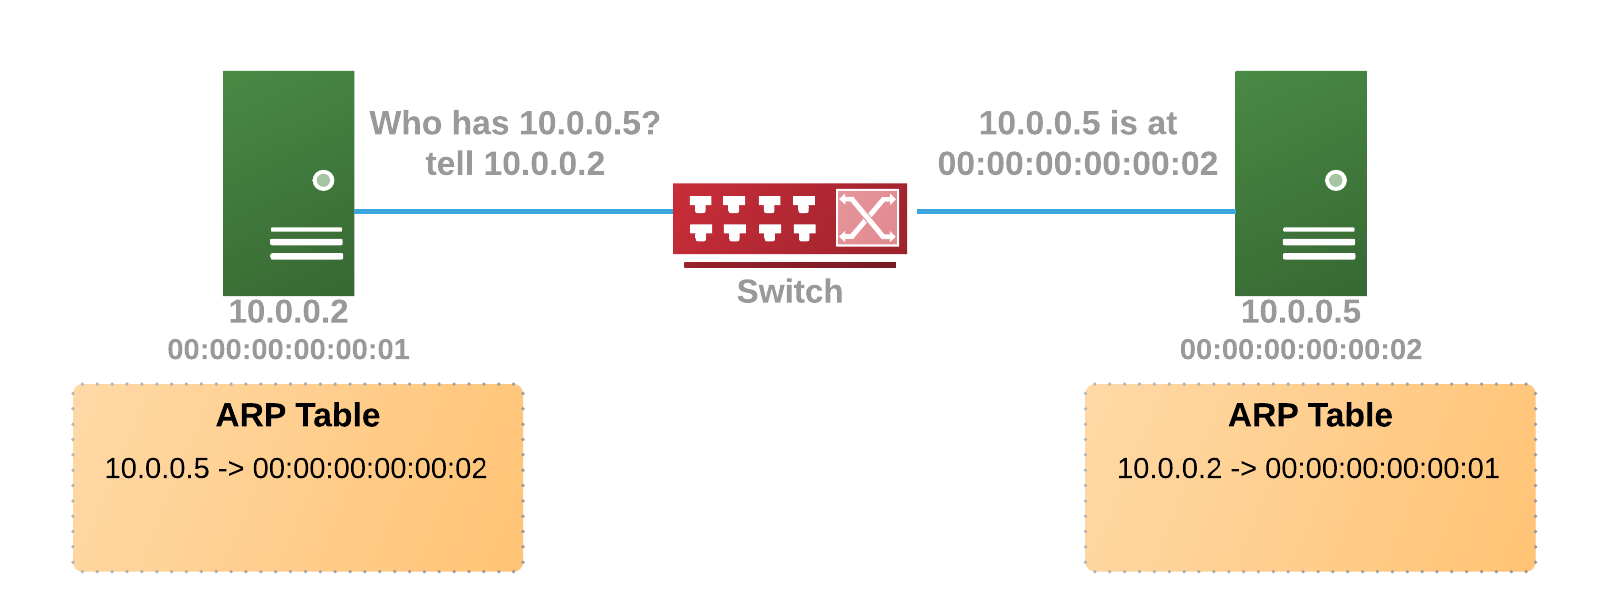 Who has 10.0.0.5?
tell 10.0.0.2
10.0.0.5 is at
00:00:00:00:00:02
Switch
10.0.0.2
00:00:00:00:00:01
10.0.0.5
00:00:00:00:00:02
ARP Table
10.0.0.5 -> 00:00:00:00:00:02
ARP Table
10.0.0.2 -> 00:00:00:00:00:01